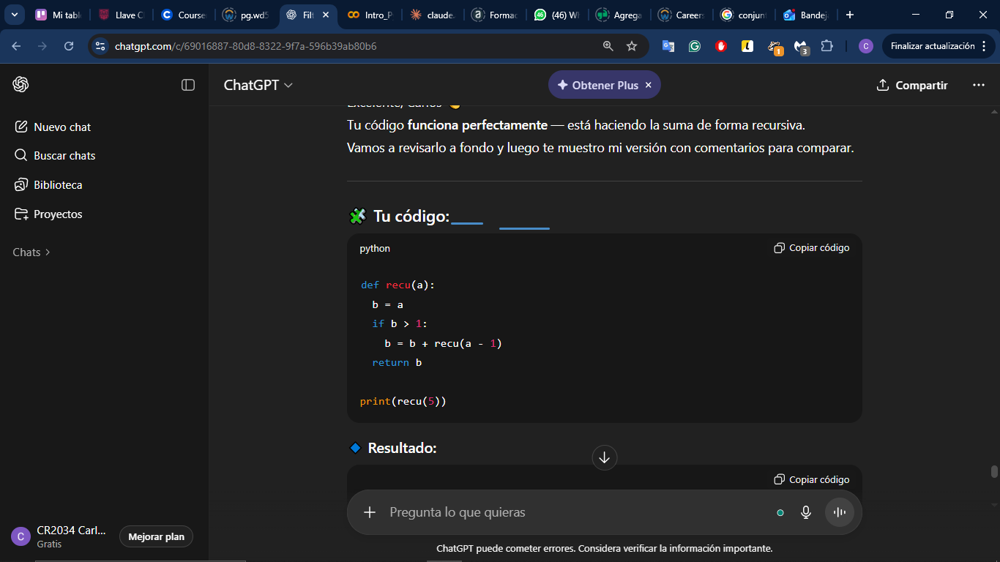 Mi tabl
Llave C
Course
pg.wd5
Filt
Intro_P
claude.
Formac
(46) W
Agrega
Careers
conjun
Bandej
chatgpt.com/c/69016887-80d8-8322-9f7a-596b39ab80b6
1
3
C
Finalizar actualización
ChatGPT
Obtener Plus
Compartir
Nuevo chat
Buscar chats
Biblioteca
Proyectos
Chats
Excelente, Carlos
Tu código funciona perfectamente — está haciendo la suma de forma recursiva.
Vamos a revisarlo a fondo y luego te muestro mi versión con comentarios para comparar.
Tu código:
python
Copiar código
def recu(a):
b = a
if b > 1:
b = b + recu(a - 1)
return b
print(recu(5))
Resultado:
Copiar código
Pregunta lo que quieras
C
CR2034 Carl...
Gratis
Mejorar plan
ChatGPT puede cometer errores. Considera verificar la información importante.